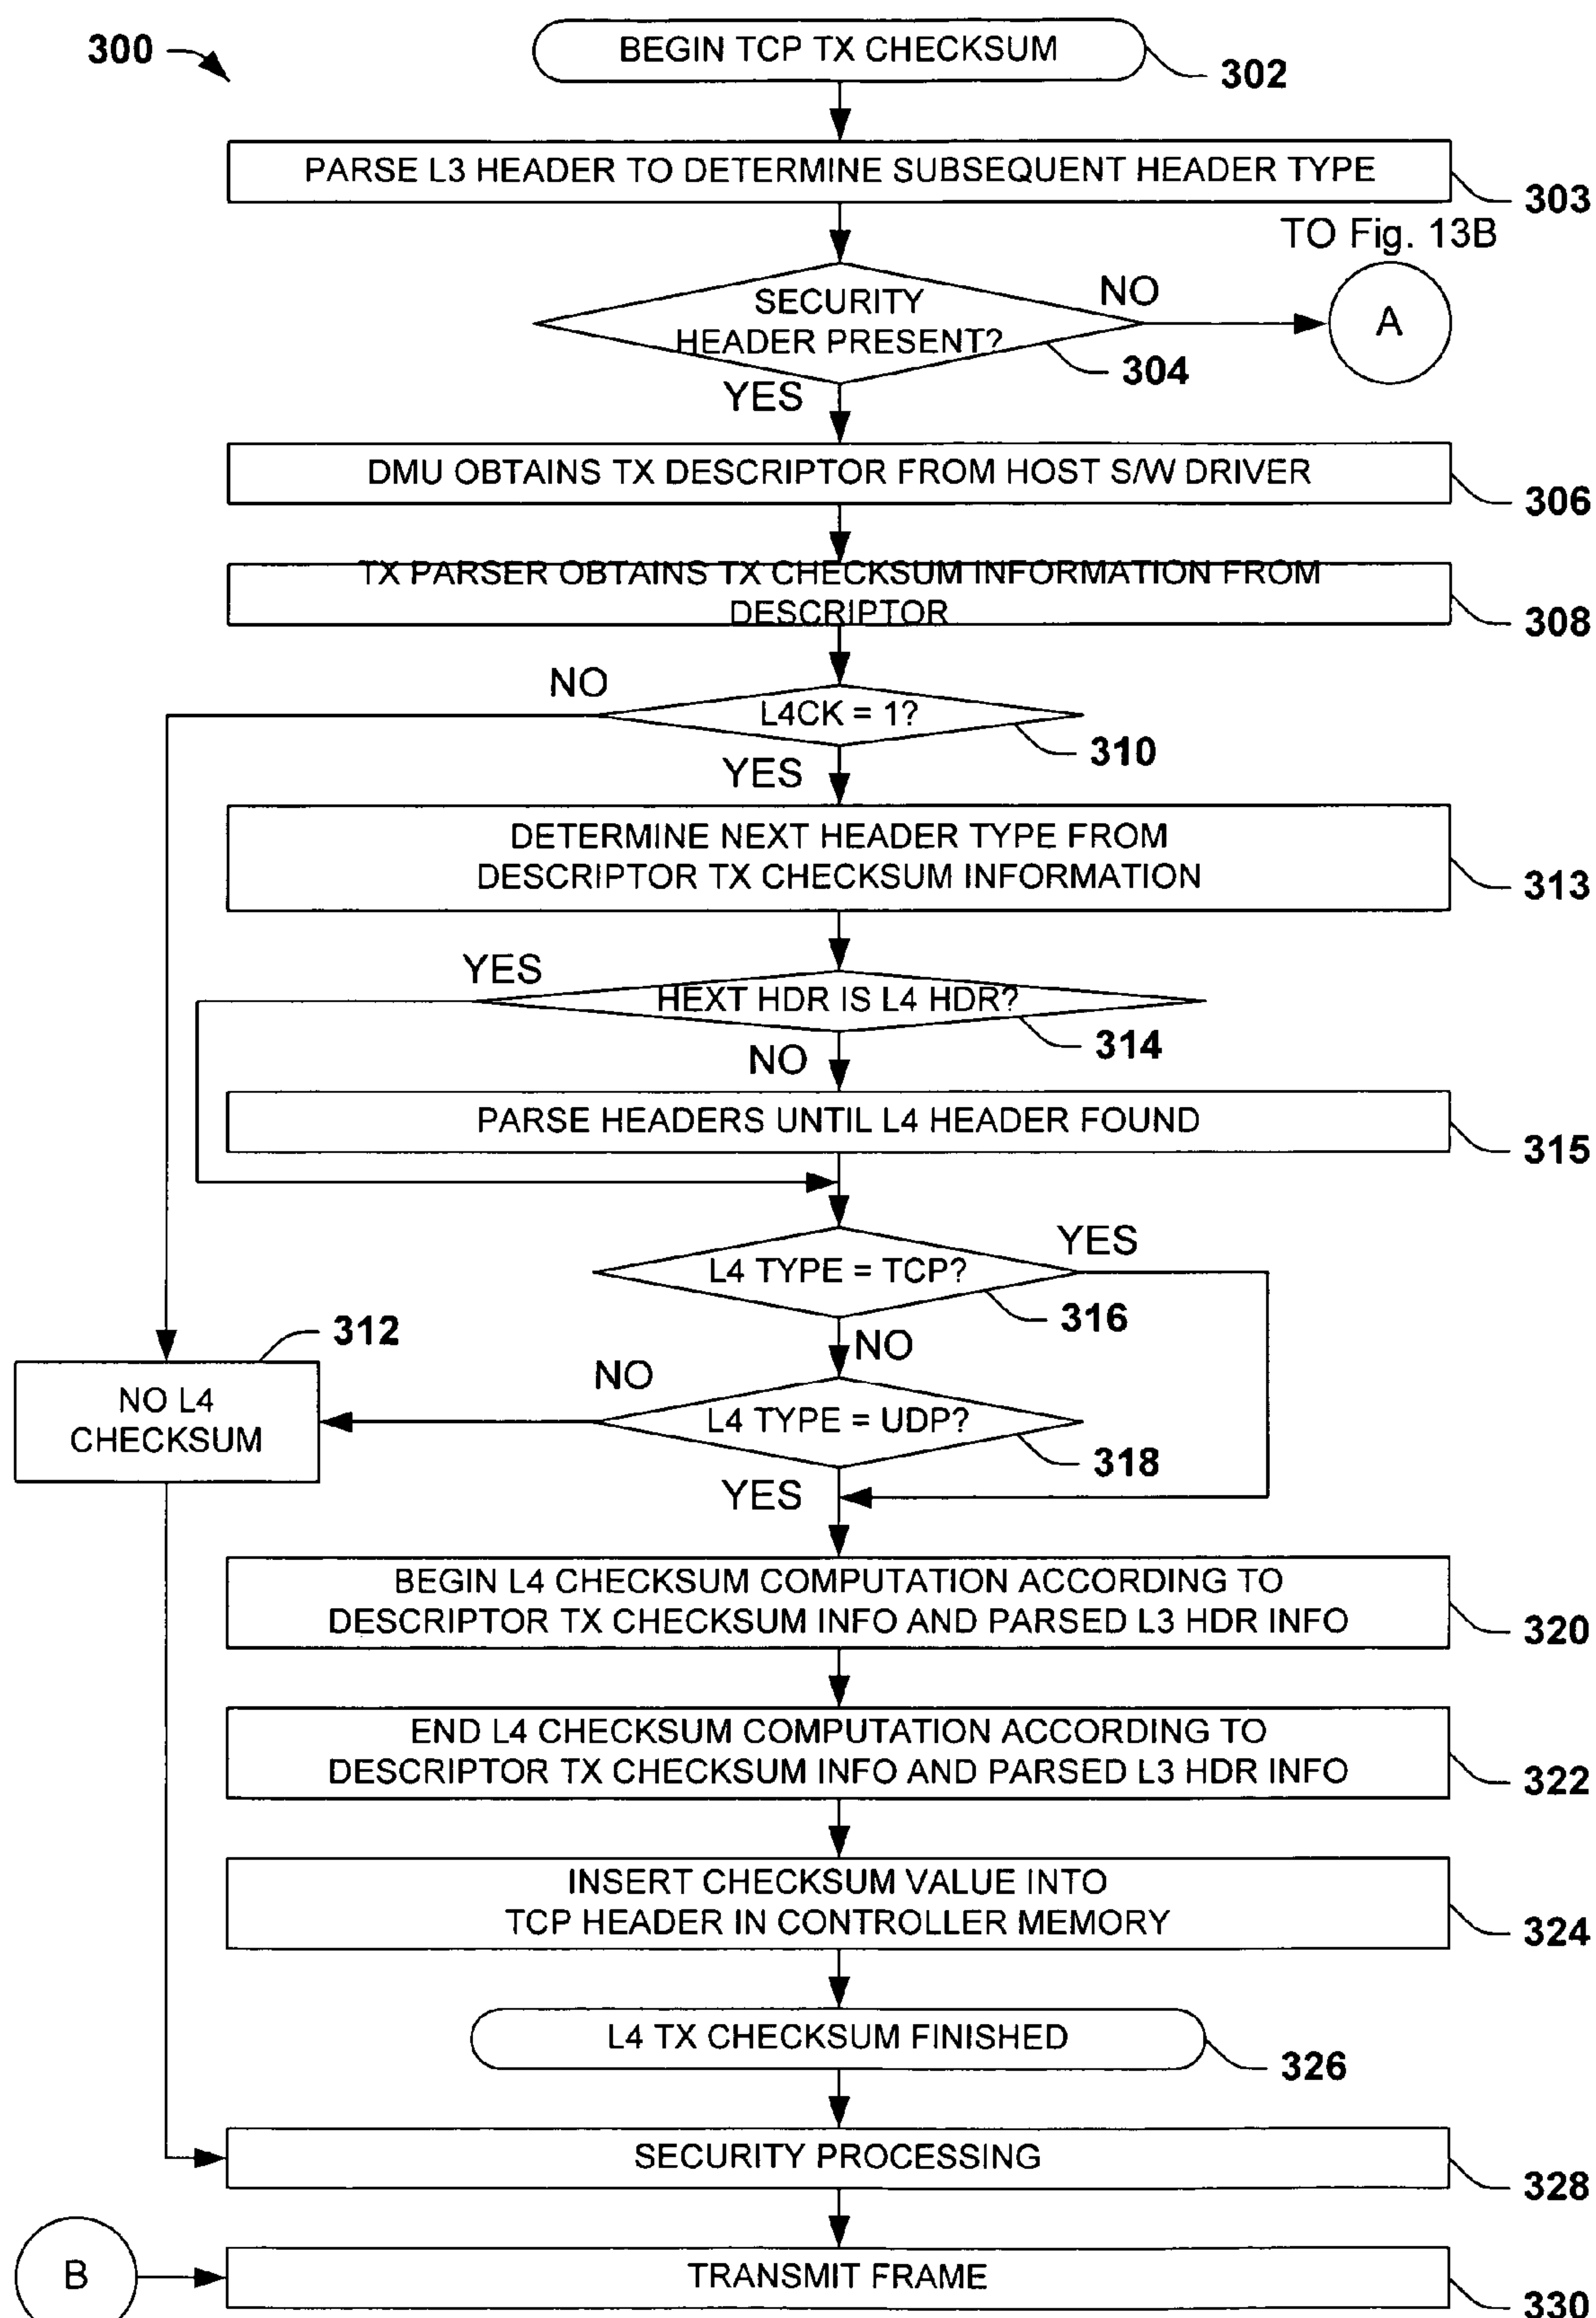 300
BEGIN TCP TX CHECKSUM
302
PARSE L3 HEADER TO DETERMINE SUBSEQUENT HEADER TYPE
303
TO Fig. 13B
SECURITY
HEADER PRESENT?
NO
A
304
YES
DMU OBTAINS TX DESCRIPTOR FROM HOST S/W DRIVER
306
TX PARSER OBTAINS TX CHECKSUM INFORMATION FROM
DESCRIPTOR
308
NO
L4CK = 1?
310
YES
DETERMINE NEXT HEADER TYPE FROM
DESCRIPTOR TX CHECKSUM INFORMATION
313
YES
HEXT HDR IS L4 HDR?
314
NO
PARSE HEADERS UNTIL L4 HEADER FOUND
315
YES
L4 TYPE = TCP?
316
312
NO
NO
NO L4
CHECKSUM
L4 TYPE = UDP?
318
YES
BEGIN L4 CHECKSUM COMPUTATION ACCORDING TO
DESCRIPTOR TX CHECKSUM INFO AND PARSED L3 HDR INFO
320
END L4 CHECKSUM COMPUTATION ACCORDING TO
DESCRIPTOR TX CHECKSUM INFO AND PARSED L3 HDR INFO
322
INSERT CHECKSUM VALUE INTO
TCP HEADER IN CONTROLLER MEMORY
324
L4 TX CHECKSUM FINISHED
326
SECURITY PROCESSING
328
B
TRANSMIT FRAME
330